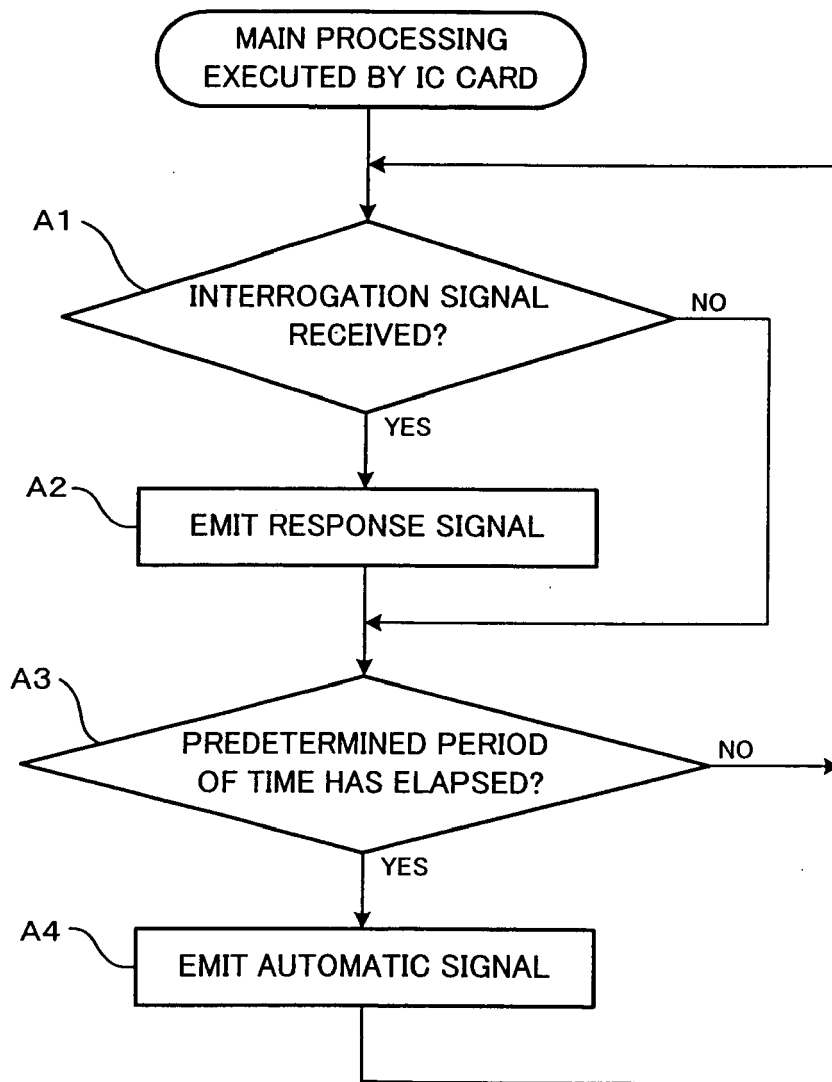 MAIN PROCESSING
EXECUTED BY IC CARD
A1
INTERROGATION SIGNAL
RECEIVED?
NO
YES
A2
EMIT RESPONSE SIGNAL
A3
PREDETERMINED PERIOD
OF TIME HAS ELAPSED?
NO
YES
A4
EMIT AUTOMATIC SIGNAL